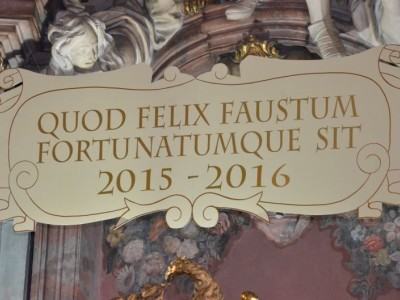 QUOD FELIX FAUSTUM
FORTUNATUMQUE SIT
2015 - 2016